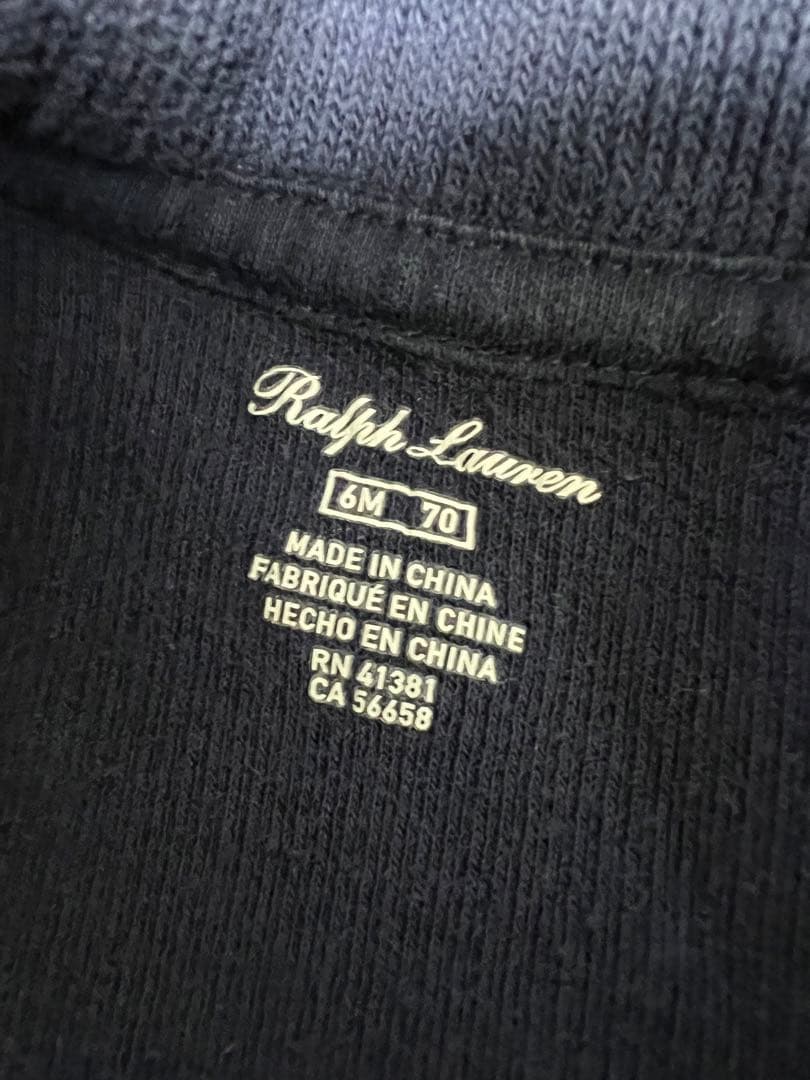 Ralph Lauren
6M 70
MADE IN CHINA
FABRIQUÉ EN CHINE
HECHO EN CHINA
RN 41381
CA 56658